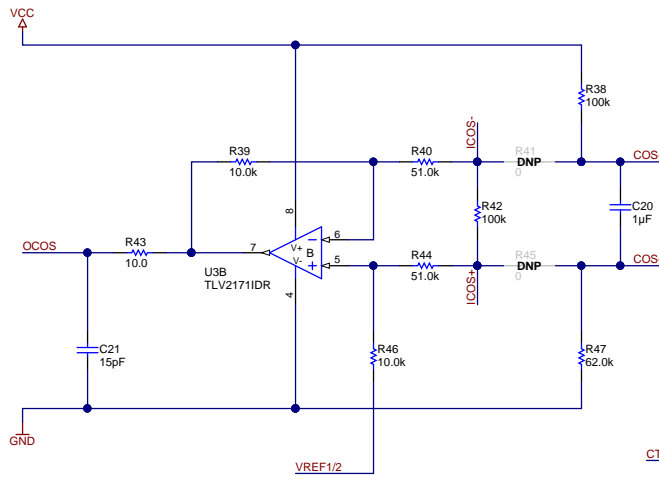 VCC
R38
100k
ICOS-
R39
10.0k
R40
51.0k
R41
DNP
0
COS
8
R42
100k
C20
1µF
V+
6
OCOS
R43
10.0
7
B
V-
5
R44
51.0k
R45
DNP
0
COS
U3B
TLV2171IDR
4
ICOS+
C21
15pF
R46
10.0k
R47
62.0k
GND
VREF1/2
CT